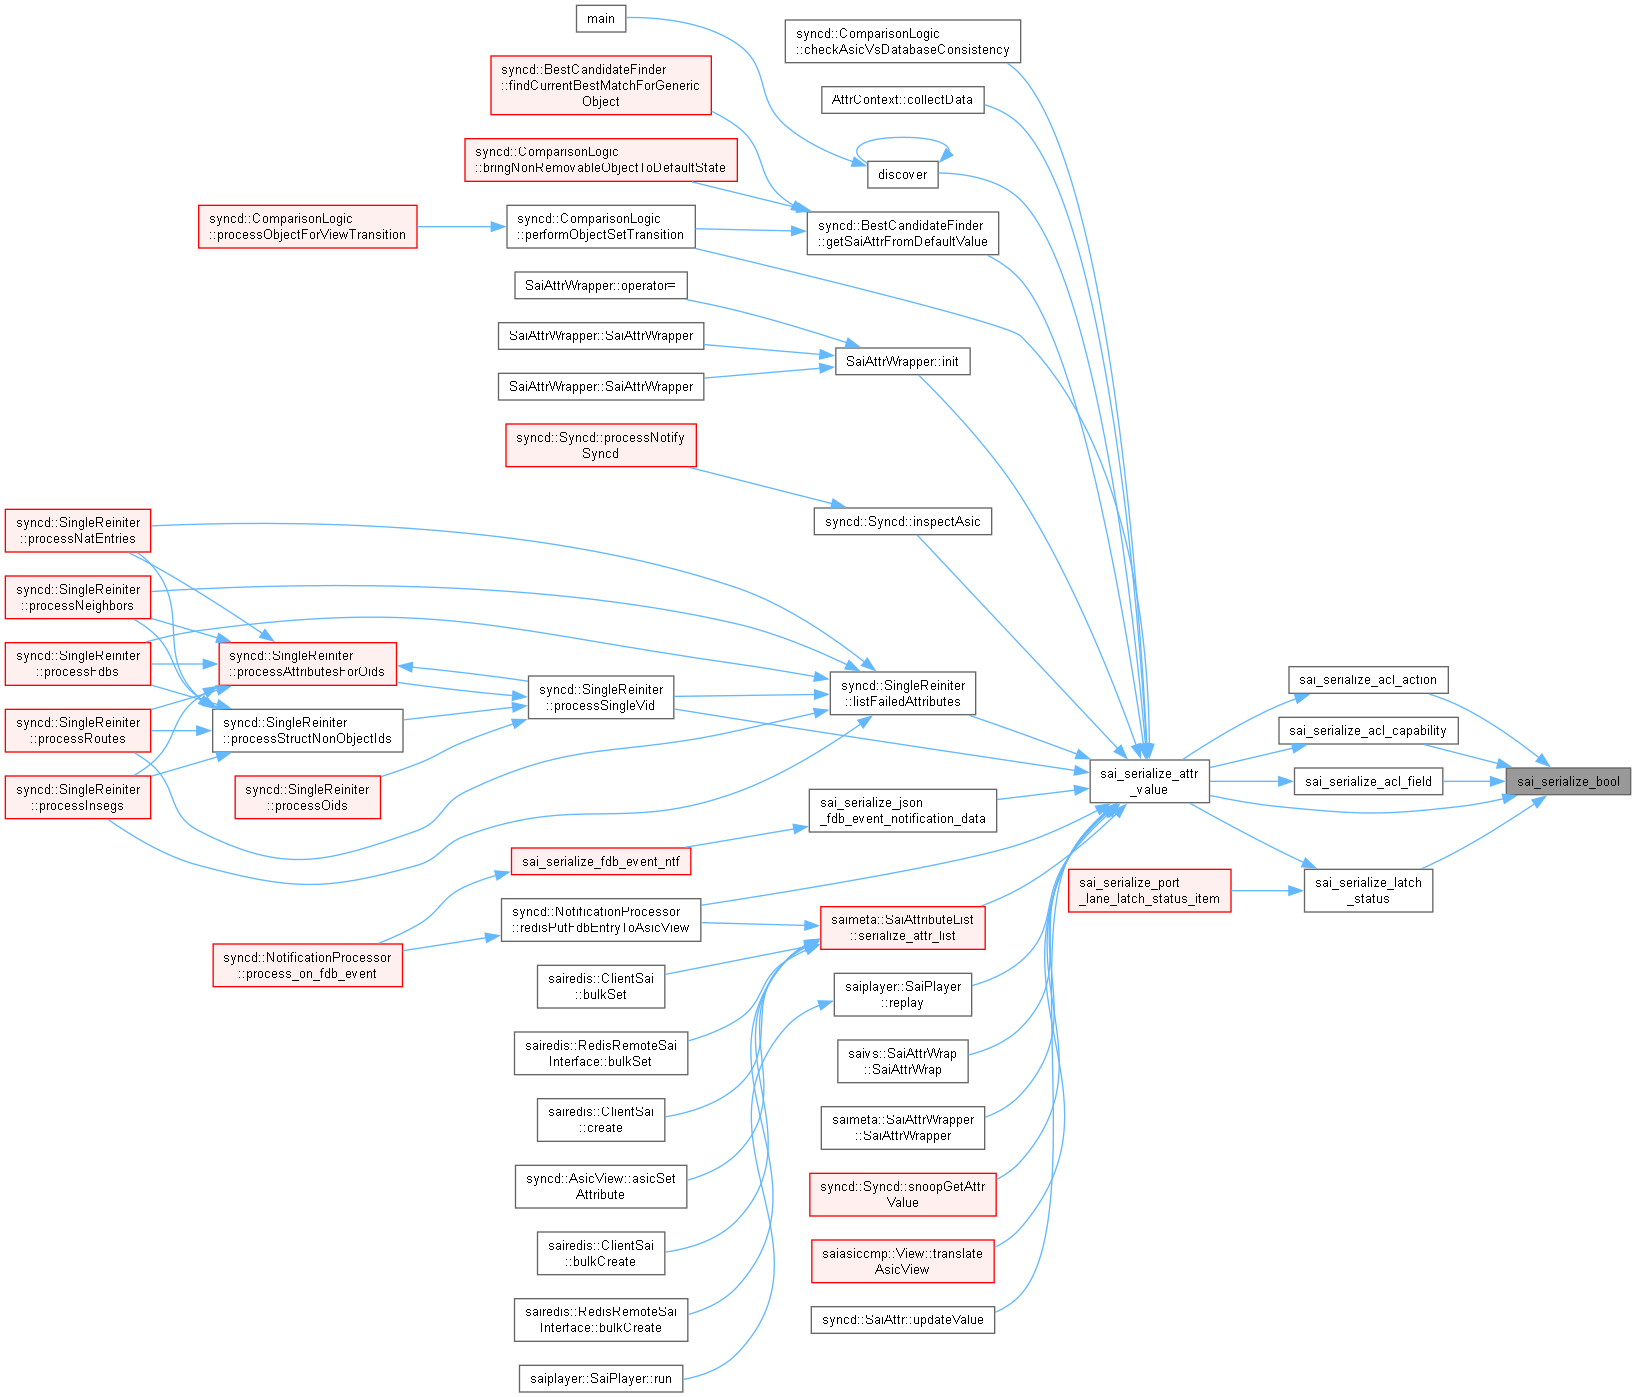 main
syncd::ComparisonLogic
::checkAsicVsDatabaseConsistency
syncd::BestCandidateFinder
::findCurrentBestMatchForGeneric
Object
AttrContext::collectData
syncd::ComparisonLogic
::bringNonRemovableObjectToDefaultState
discover
syncd::ComparisonLogic
::processObjectForViewTransition
syncd::ComparisonLogic
::performObjectSetTransition
syncd::BestCandidateFinder
::getSaiAttrFromDefaultValue
SaiAttrWrapper::operator=
SaiAttrWrapper::SaiAttrWrapper
SaiAttrWrapper::init
SaiAttrWrapper::SaiAttrWrapper
syncd::Syncd::processNotify
Syncd
syncd::Syncd::inspectAsic
syncd::SingleReiniter
::processNatEntries
syncd::SingleReiniter
::processNeighbors
syncd::SingleReiniter
::processFdbs
syncd::SingleReiniter
::processAttributesForOids
syncd::SingleReiniter
::processSingleVid
syncd::SingleReiniter
::listFailedAttributes
sai_serialize_acl_action
syncd::SingleReiniter
::processRoutes
syncd::SingleReiniter
::processStructNonObjectIds
sai_serialize_acl_capability
syncd::SingleReiniter
::processInsegs
syncd::SingleReiniter
::processOids
sai_serialize_attr
_value
sai_serialize_acl_field
sai_serialize_bool
sai_serialize_json
_fdb_event_notification_data
sai_serialize_fdb_event_ntf
sai_serialize_port
_lane_latch_status_item
sai_serialize_latch
_status
syncd::NotificationProcessor
::redisPutFdbEntryToAsicView
saimeta::SaiAttributeList
::serialize_attr_list
syncd::NotificationProcessor
::process_on_fdb_event
sairedis::ClientSai
::bulkSet
saiplayer::SaiPlayer
::replay
sairedis::RedisRemoteSai
Interface::bulkSet
saivs::SaiAttrWrap
::SaiAttrWrap
sairedis::ClientSai
::create
saimeta::SaiAttrWrapper
::SaiAttrWrapper
syncd::AsicView::asicSet
Attribute
syncd::Syncd::snoopGetAttr
Value
sairedis::ClientSai
::bulkCreate
saiasiccmp::View::translate
AsicView
sairedis::RedisRemoteSai
Interface::bulkCreate
syncd::SaiAttr::updateValue
saiplayer::SaiPlayer::run